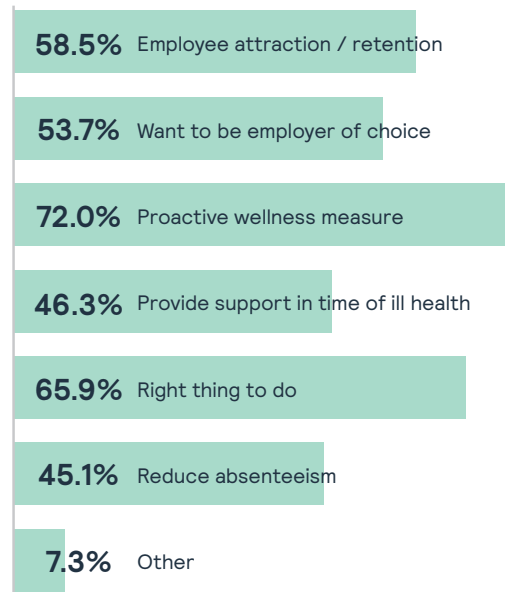 58.5% Employee attraction / retention
53.7% Want to be employer of choice
72.0% Proactive wellness measure
46.3% Provide support in time of ill health
65.9% Right thing to do
45.1% Reduce absenteeism
7.3% Other